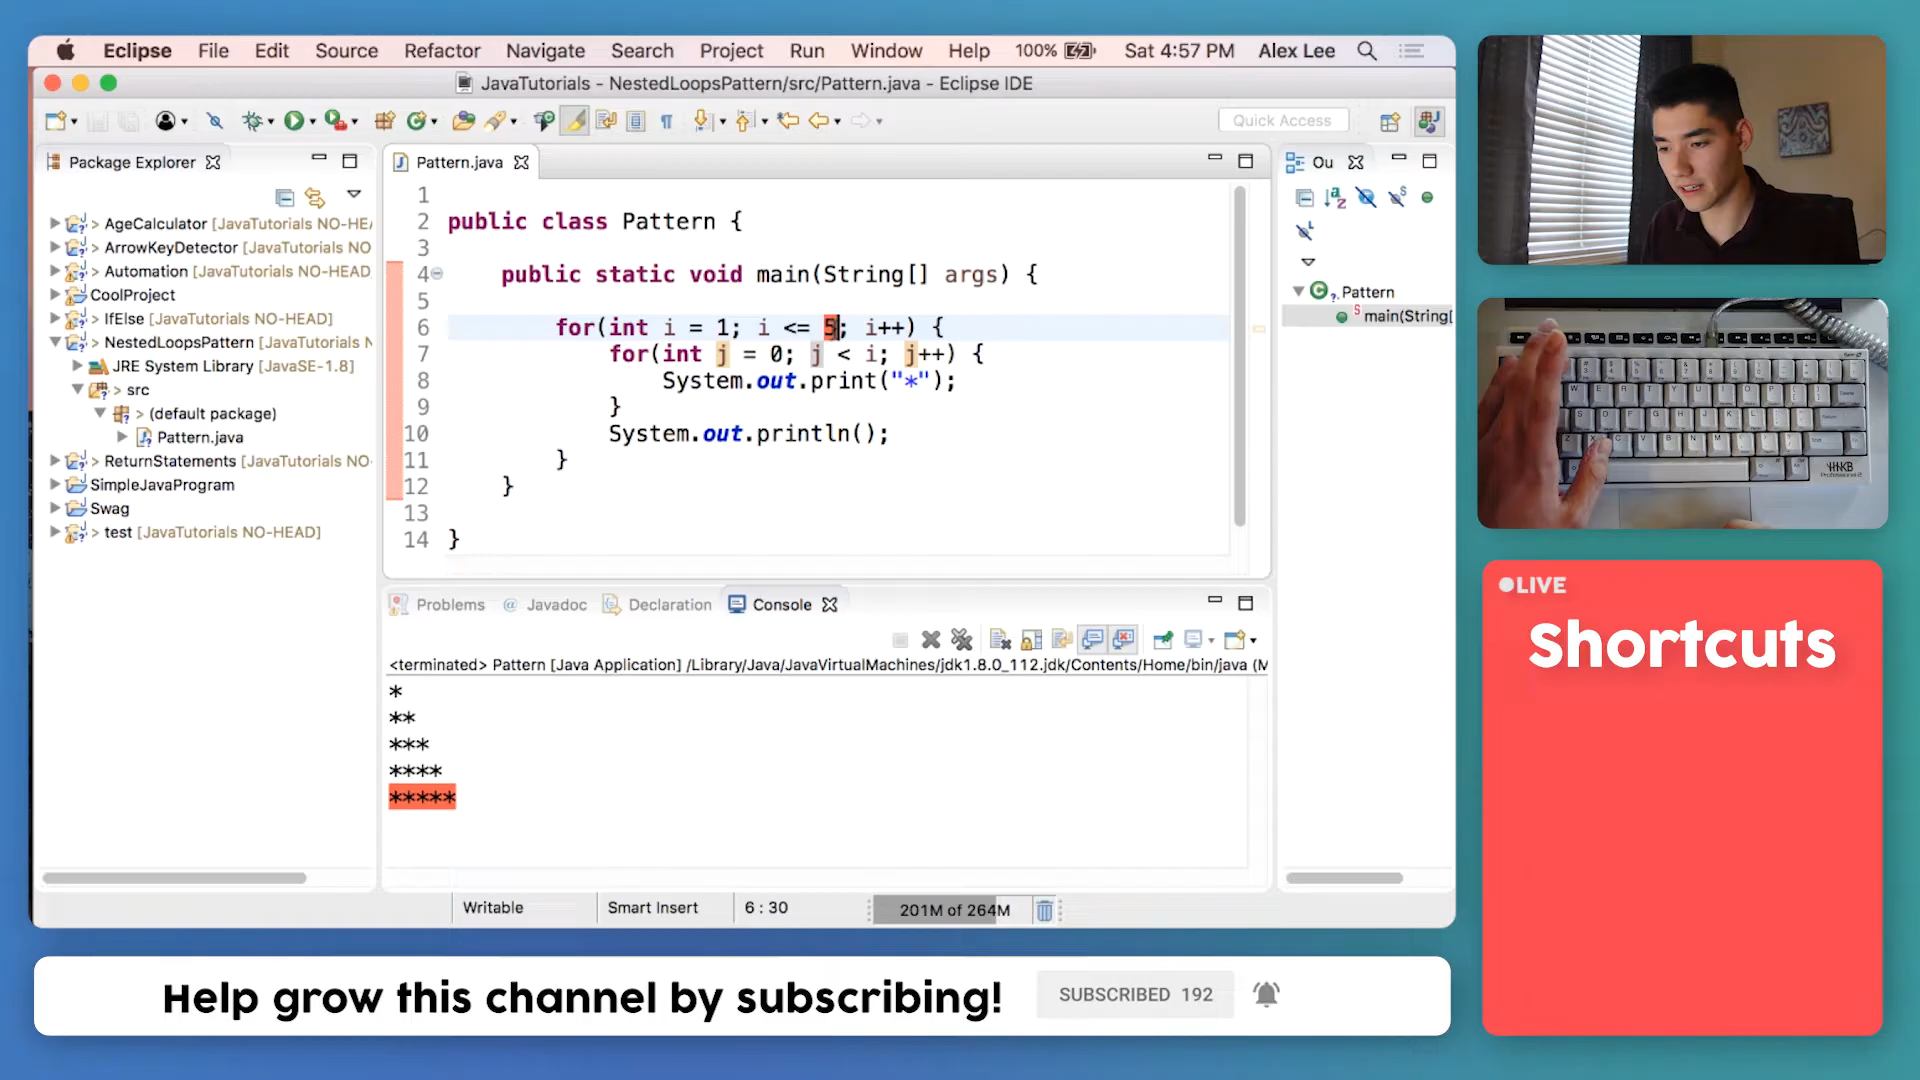 Eclipse File Edit Source Refactor Navigate Search Project Run Window Help 100% Sat 4:57 PM Alex Lee
JavaTutorials - NestedLoopsPattern/src/Pattern.java - Eclipse IDE
Quick Access
Package Explorer
> AgeCalculator [JavaTutorials NO-HEA
> ArrowKeyDetector [JavaTutorials NO
> Automation [JavaTutorials NO-HEAD
CoolProject
> IfElse [JavaTutorials NO-HEAD]
> NestedLoopsPattern [JavaTutorials N
JRE System Library [JavaSE-1.8]
> src
> (default package)
Pattern.java
> ReturnStatements [JavaTutorials NO-
SimpleJavaProgram
Swag
> test [JavaTutorials NO-HEAD]
Pattern.java
1
2 public class Pattern {
3
4 public static void main(String[] args) {
5
6 for(int i = 1; i <= 5; i++) {
7 for(int j = 0; j < i; j++) {
8 System.out.print("*");
9 }
10 System.out.println();
11 }
12 }
13
14 }
Ou
Pattern
main(String[
Problems @ Javadoc Declaration Console
<terminated> Pattern [Java Application] /Library/Java/JavaVirtualMachines/jdk1.8.0_112.jdk/Contents/Home/bin/java (M
*
**
***
****
*****
Writable Smart Insert 6 : 30 201M of 264M
LIVE
Shortcuts
Help grow this channel by subscribing! SUBSCRIBED 192